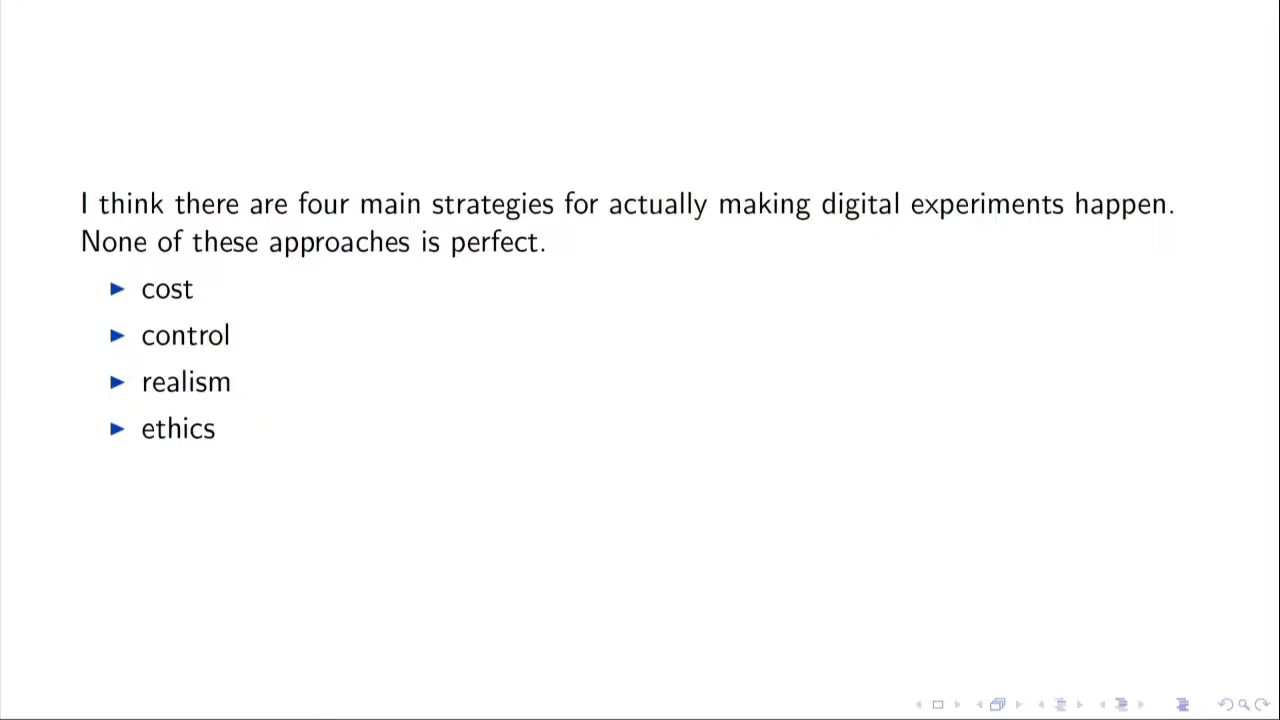 I think there are four main strategies for actually making digital experiments happen.
None of these approaches is perfect.
cost
control
realism
ethics